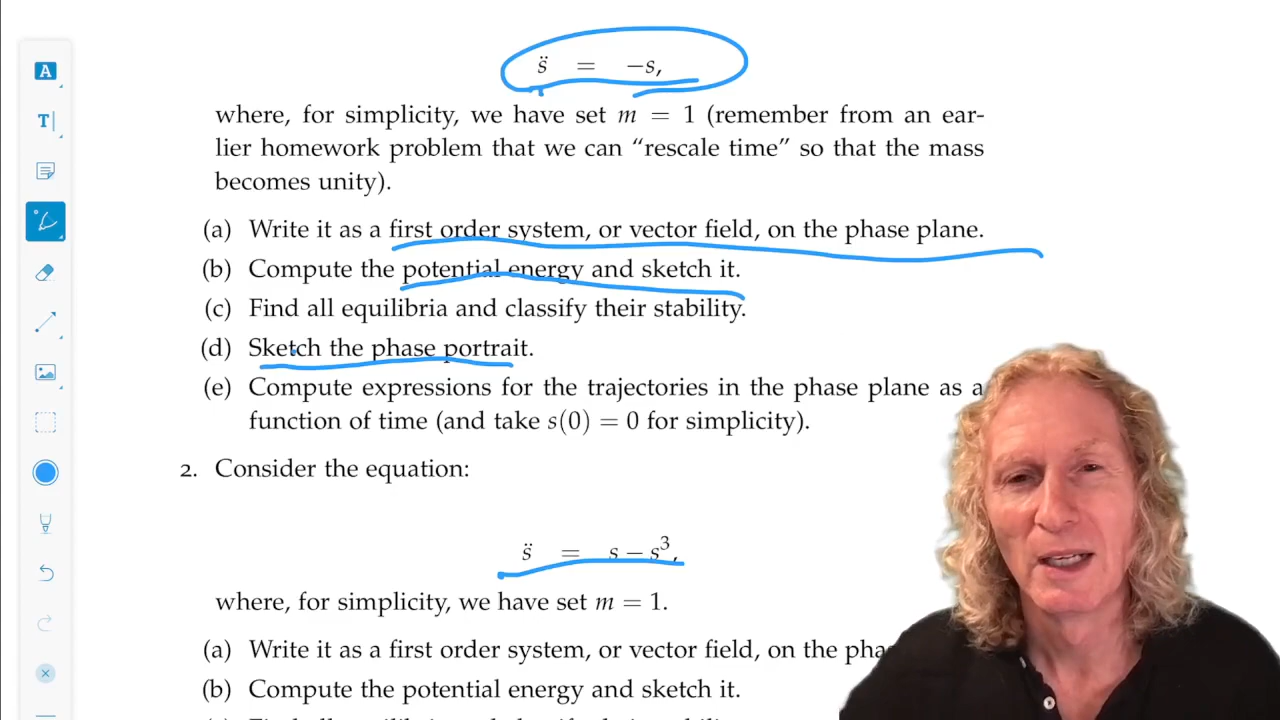 A
T
s̈ = −s,
where, for simplicity, we have set m = 1 (remember from an ear-
lier homework problem that we can “rescale time” so that the mass
becomes unity).
(a) Write it as a first order system, or vector field, on the phase plane.
(b) Compute the potential energy and sketch it.
(c) Find all equilibria and classify their stability.
(d) Sketch the phase portrait.
(e) Compute expressions for the trajectories in the phase plane as a
function of time (and take s(0) = 0 for simplicity).
2. Consider the equation:
s̈ = s − s³,
where, for simplicity, we have set m = 1.
(a) Write it as a first order system, or vector field, on the
(b) Compute the potential energy and sketch it.